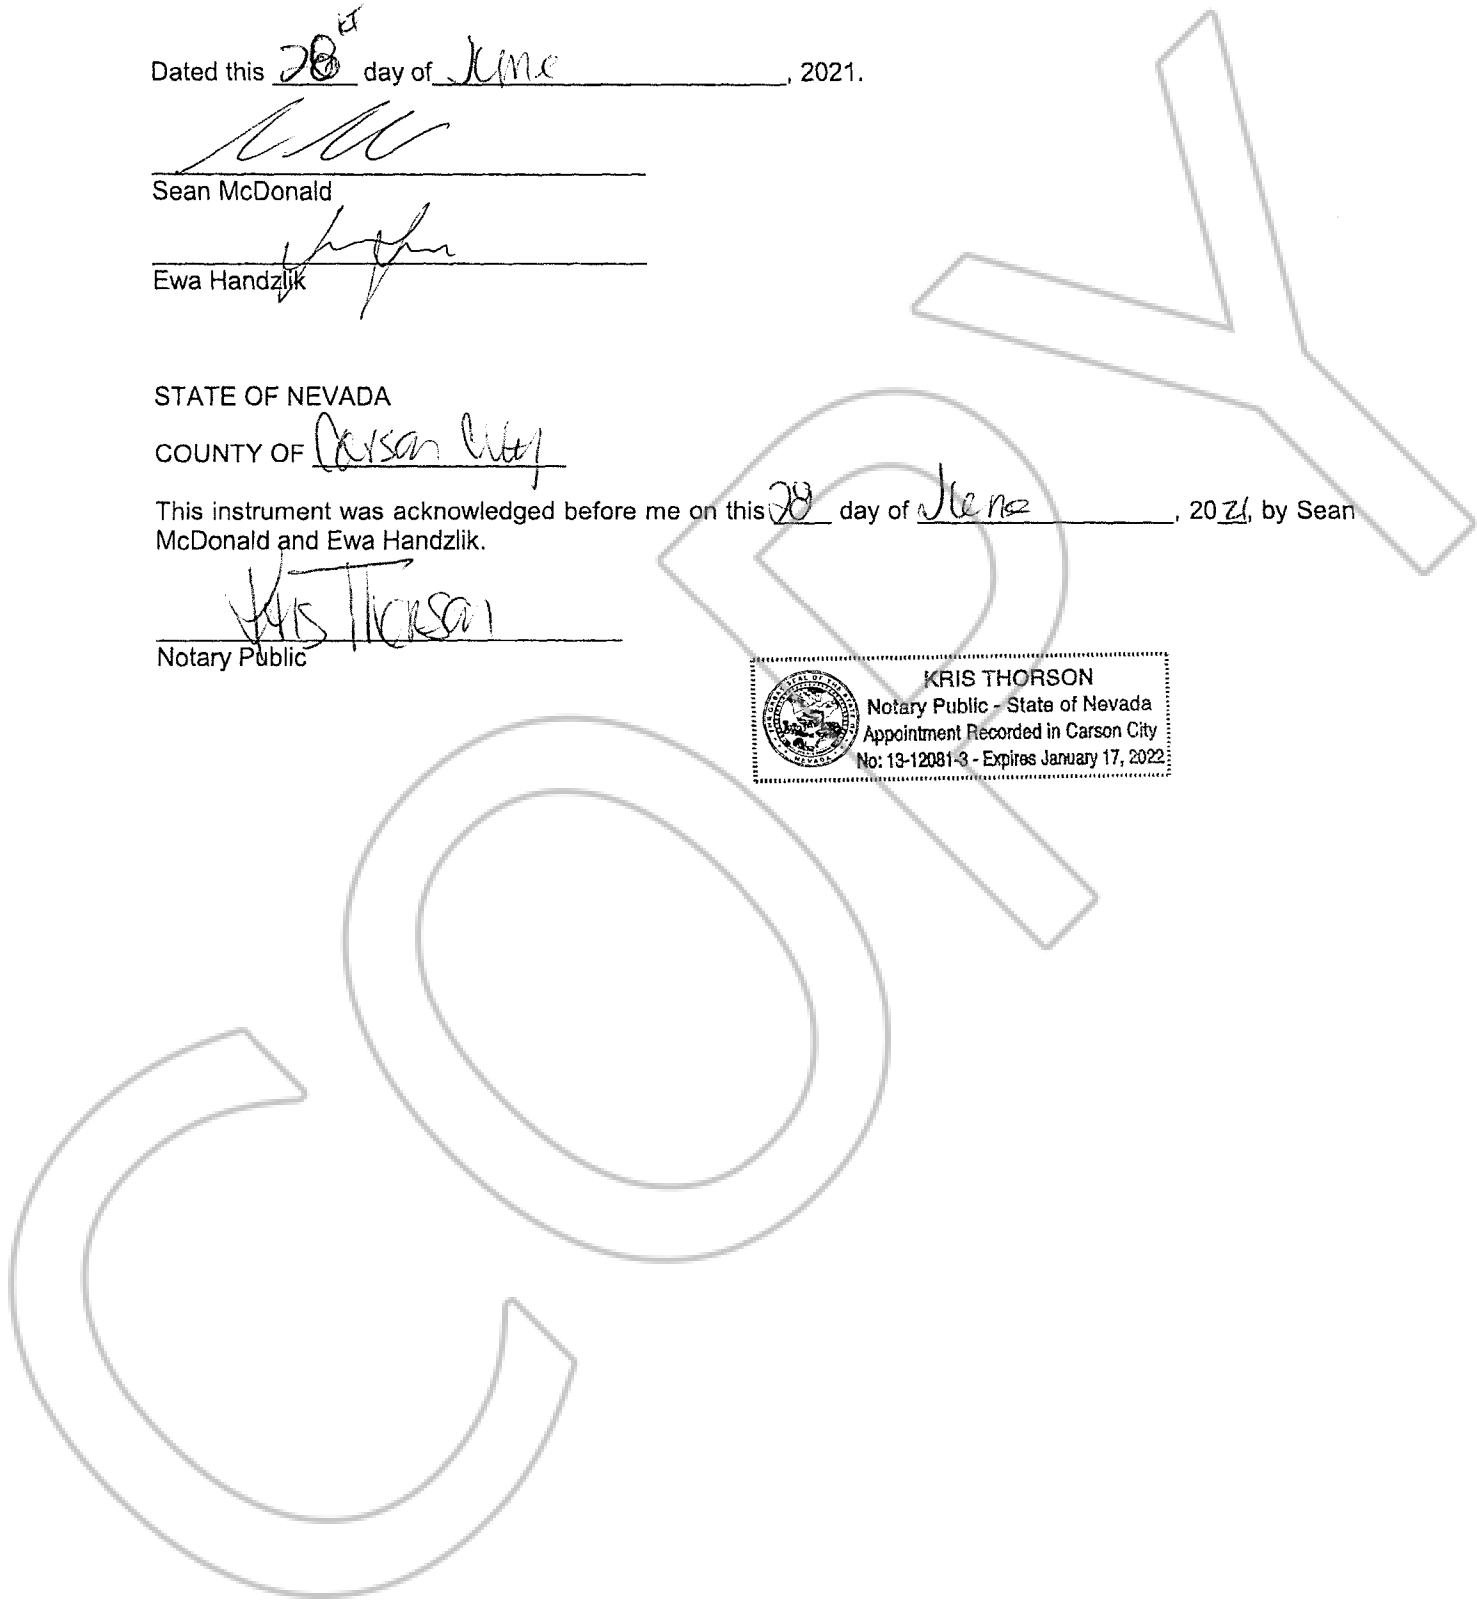 KT
Dated this 28 day of June, 2021.
Sean McDonald
Ewa Handzlik
STATE OF NEVADA
COUNTY OF Carson City
This instrument was acknowledged before me on this 28 day of June, 2021, by Sean
McDonald and Ewa Handzlik.
Kris Thorson
Notary Public
KRIS THORSON
Notary Public - State of Nevada
Appointment Recorded in Carson City
No: 13-12081-3 - Expires January 17, 2022
NEVADA
COPY